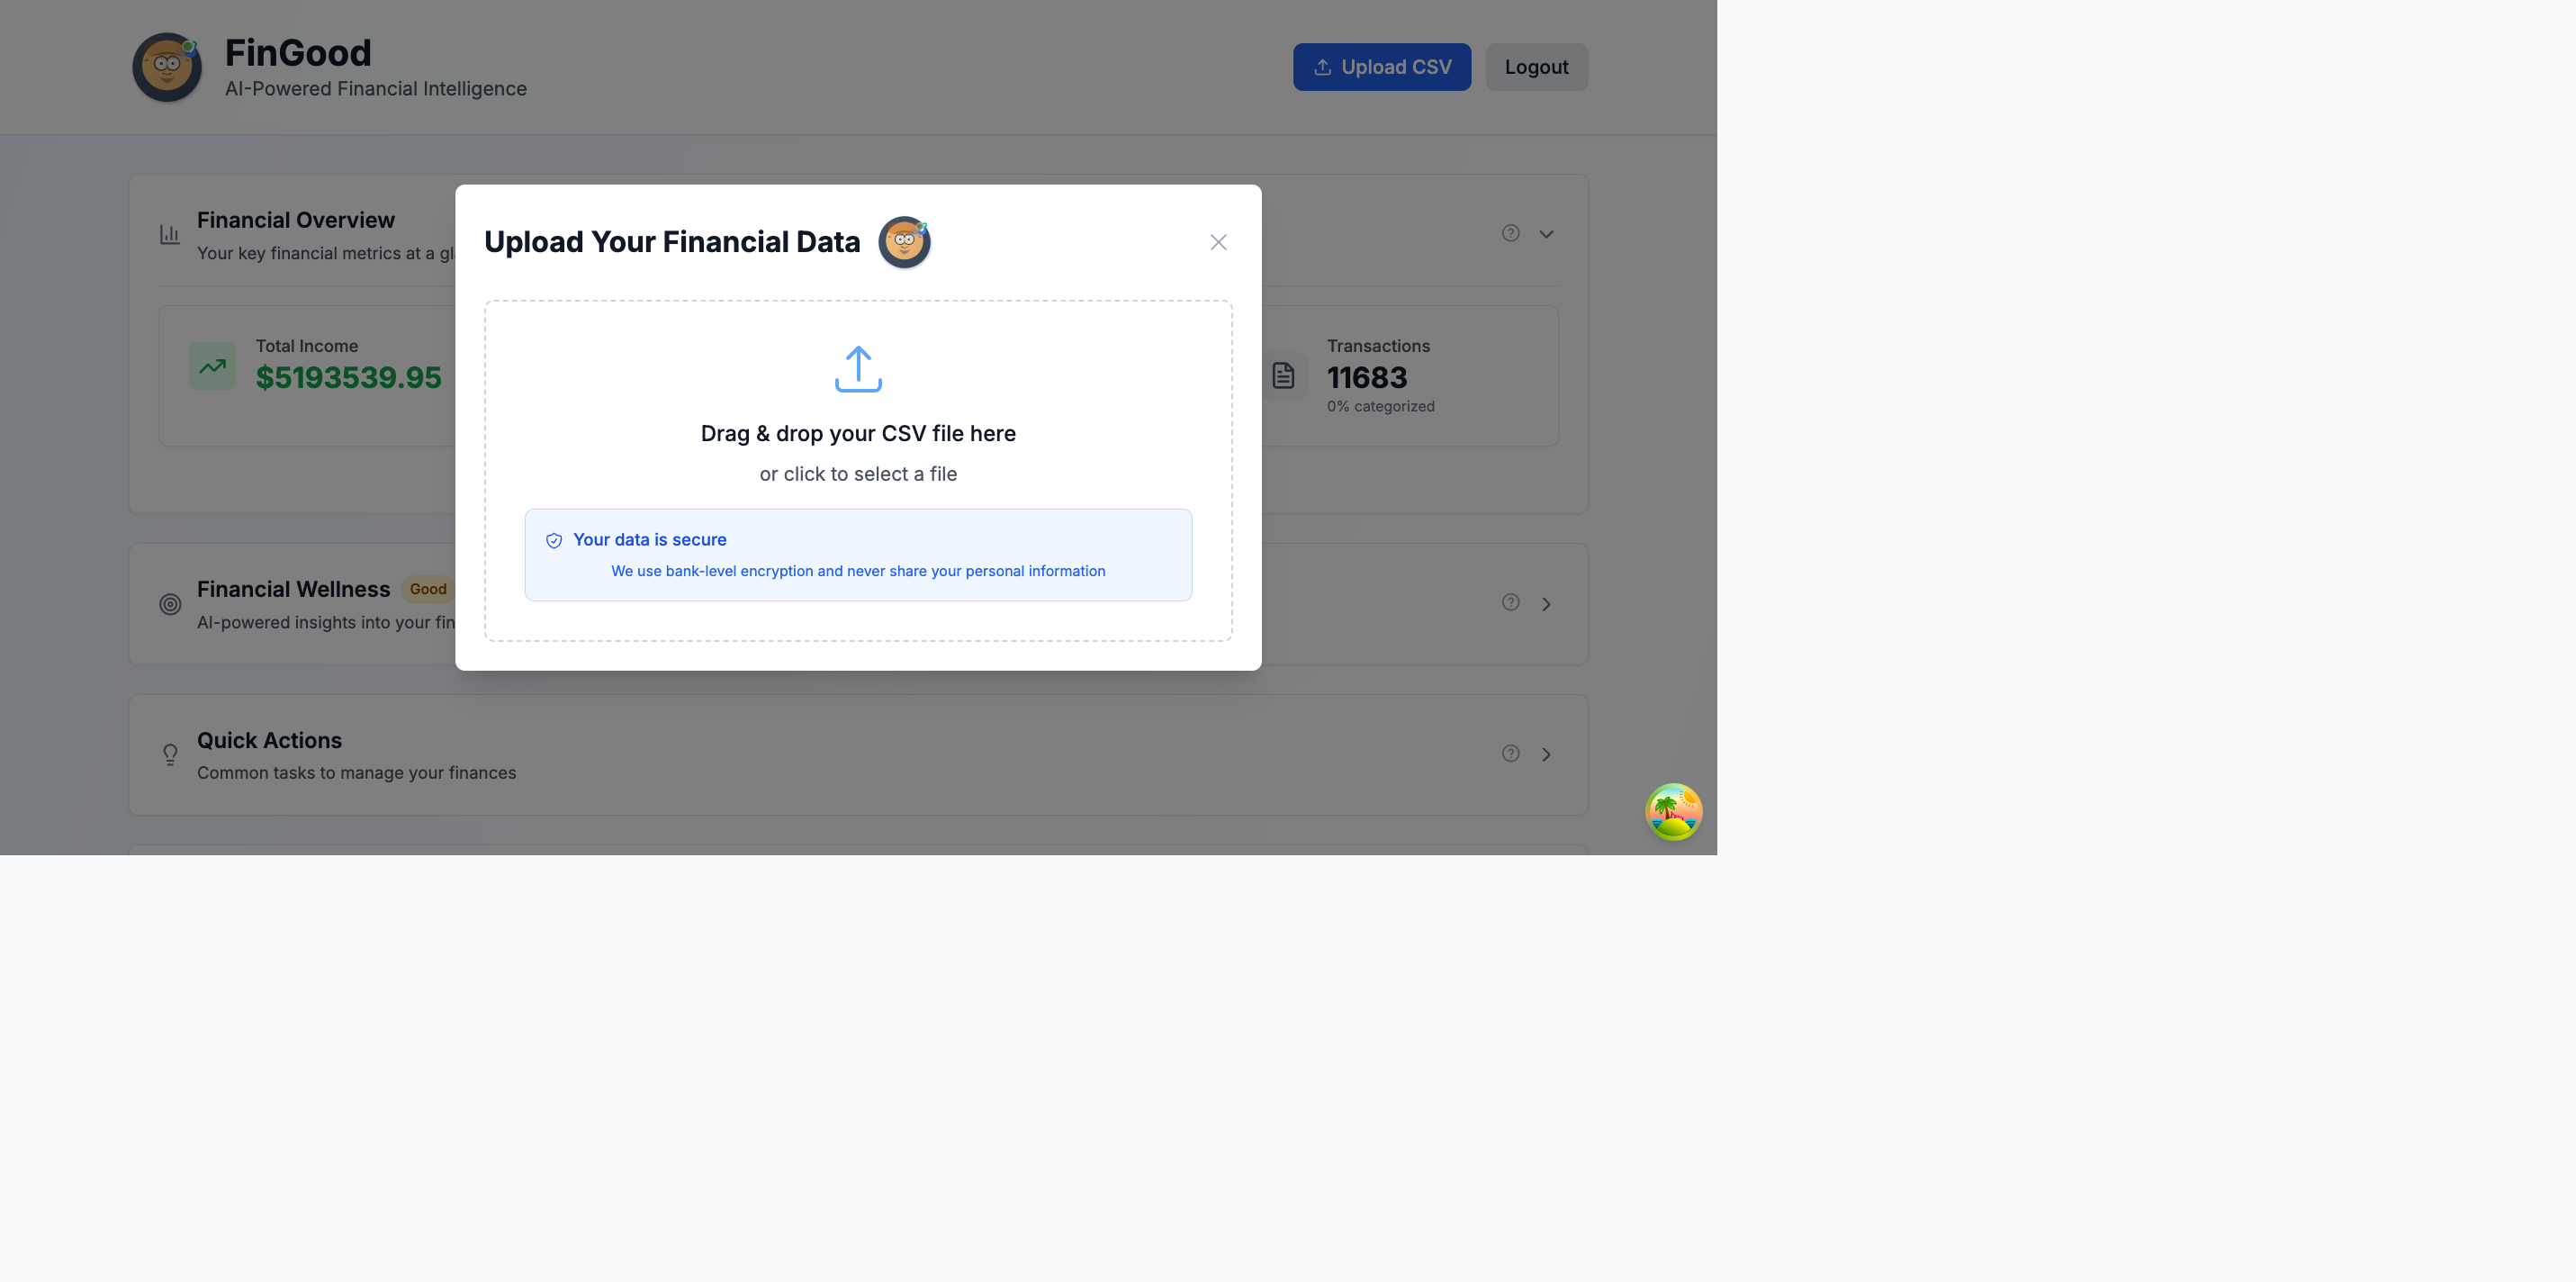 FinGood
AI-Powered Financial Intelligence
Upload CSV
Logout
Financial Overview
Your key financial metrics at a gl
Upload Your Financial Data
Total Income
$5193539.95
Transactions
11683
0% categorized
Drag & drop your CSV file here
or click to select a file
Your data is secure
We use bank-level encryption and never share your personal information
Financial Wellness
Good
AI-powered insights into your fin
Quick Actions
Common tasks to manage your finances